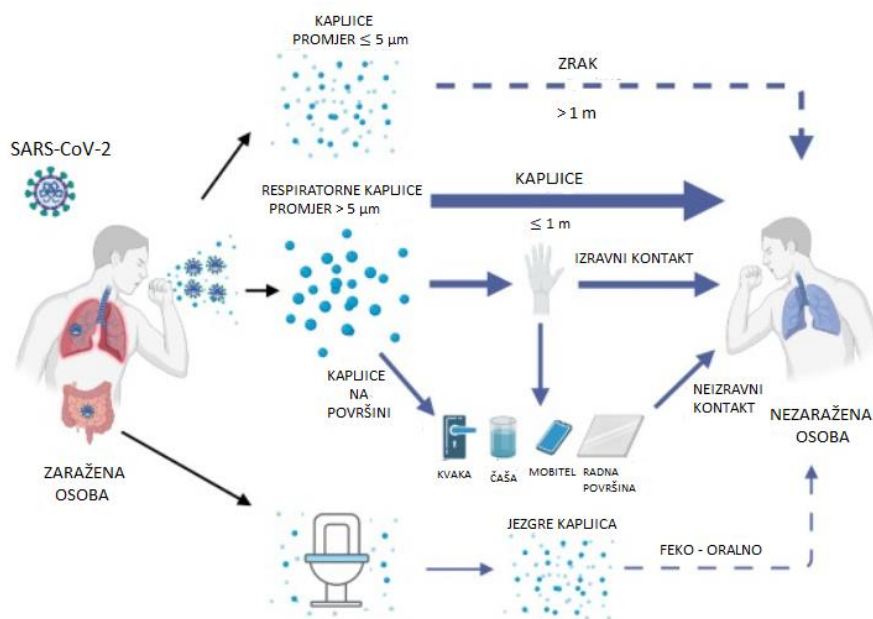 KAPLJICE
PROMJER ≤ 5 µm
ZRAK
> 1 m
SARS-CoV-2
RESPIRATORNE KAPLJICE
PROMJER > 5 µm
KAPLJICE
≤ 1 m
IZRAVNI KONTAKT
KAPLJICE
NA
POVRŠINI
NEIZRAVNI
KONTAKT
NEZARAŽENA
OSOBA
KVAKA
ČAŠA
MOBITEL
RADNA
POVRŠINA
ZARAŽENA
OSOBA
JEZGRE KAPLJICA
FEKO - ORALNO